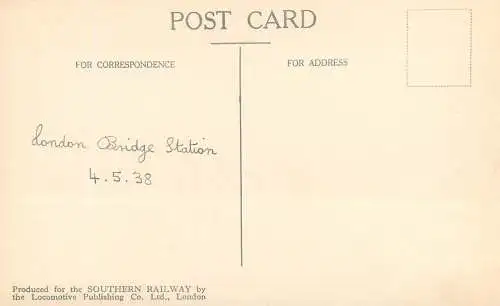 POST CARD
FOR CORRESPONDENCE
FOR ADDRESS
London Bridge Station
4.5.38
Produced for the SOUTHERN RAILWAY by
the Locomotive Publishing Co. Ltd., London